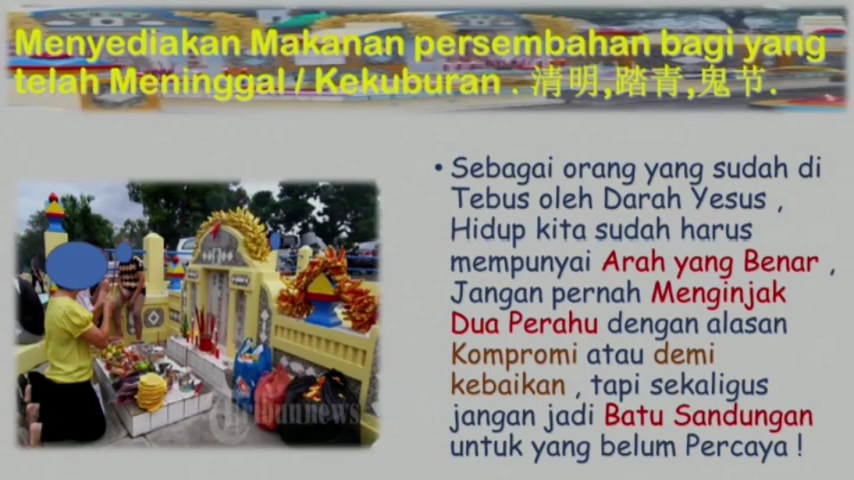 Menyediakan Makanan persembahan bagi yang
telah Meninggal / Kekuburan . 清明,踏青,鬼节.
• Sebagai orang yang sudah di
Tebus oleh Darah Yesus ,
Hidup kita sudah harus
mempunyai Arah yang Benar ,
Jangan pernah Menginjak
Dua Perahu dengan alasan
Kompromi atau demi
kebaikan , tapi sekaligus
jangan jadi Batu Sandungan
untuk yang belum Percaya !
Tribunnews